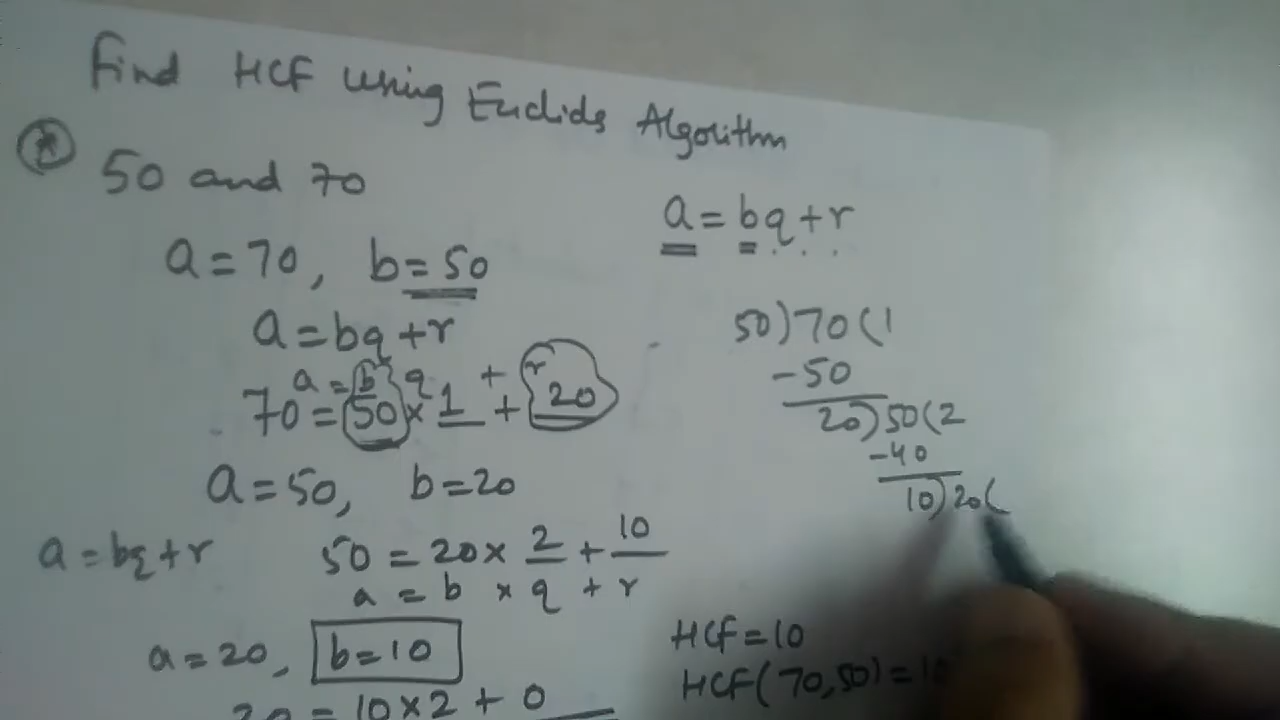 Find HCF using Euclids Algorithm
50 and 70
a = 70, b = 50
a = bq + r
a = b q + r
70 = 50 × 1 + 20
a = 50, b = 20
a = bq + r
50 = 20 × 2 + 10
a = b × q + r
a = 20, b = 10
20 = 10 × 2 + 0
a = bq + r
50) 70 (1
-50
20) 50 (2
-40
10) 20 (
HCF = 10
HCF (70, 50) = 10